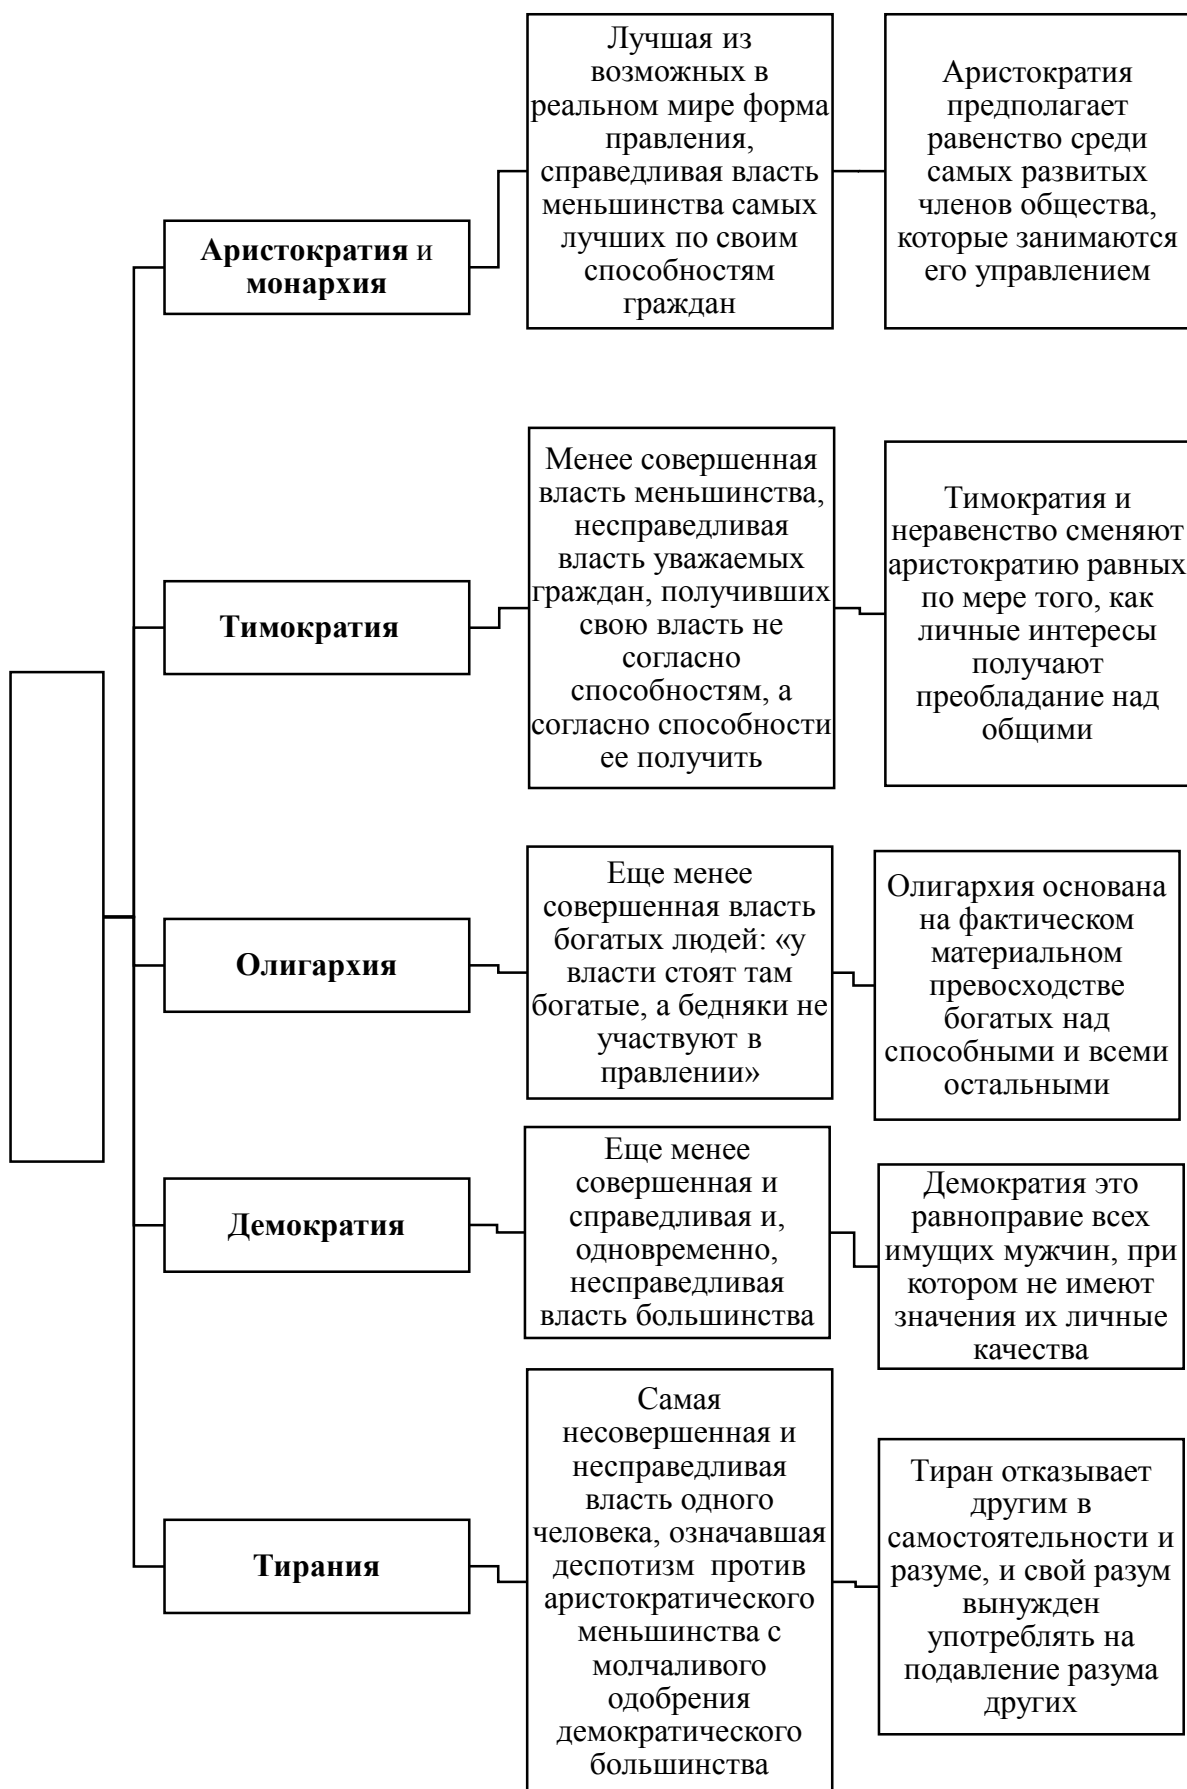 Аристократия и
монархия
Лучшая из
возможных в
реальном мире форма
правления,
справедливая власть
меньшинства самых
лучших по своим
способностям
граждан
Аристократия
предполагает
равенство среди
самых развитых
членов общества,
которые занимаются
его управлением
Тимократия
Менее совершенная
власть меньшинства,
несправедливая
власть уважаемых
граждан, получивших
свою власть не
согласно
способностям, а
согласно способности
ее получить
Тимократия и
неравенство сменяют
аристократию равных
по мере того, как
личные интересы
получают
преобладание над
общими
Олигархия
Еще менее
совершенная власть
богатых людей: «у
власти стоят там
богатые, а бедняки не
участвуют в
правлении»
Олигархия основана
на фактическом
материальном
превосходстве
богатых над
способными и всеми
остальными
Демократия
Еще менее
совершенная и
справедливая и,
одновременно,
несправедливая
власть большинства
Демократия это
равноправие всех
имущих мужчин, при
котором не имеют
значения их личные
качества
Тирания
Самая
несовершенная и
несправедливая
власть одного
человека, означавшая
деспотизм против
аристократического
меньшинства с
молчаливого
одобрения
демократического
большинства
Тиран отказывает
другим в
самостоятельности и
разуме, и свой разум
вынужден
употреблять на
подавление разума
других